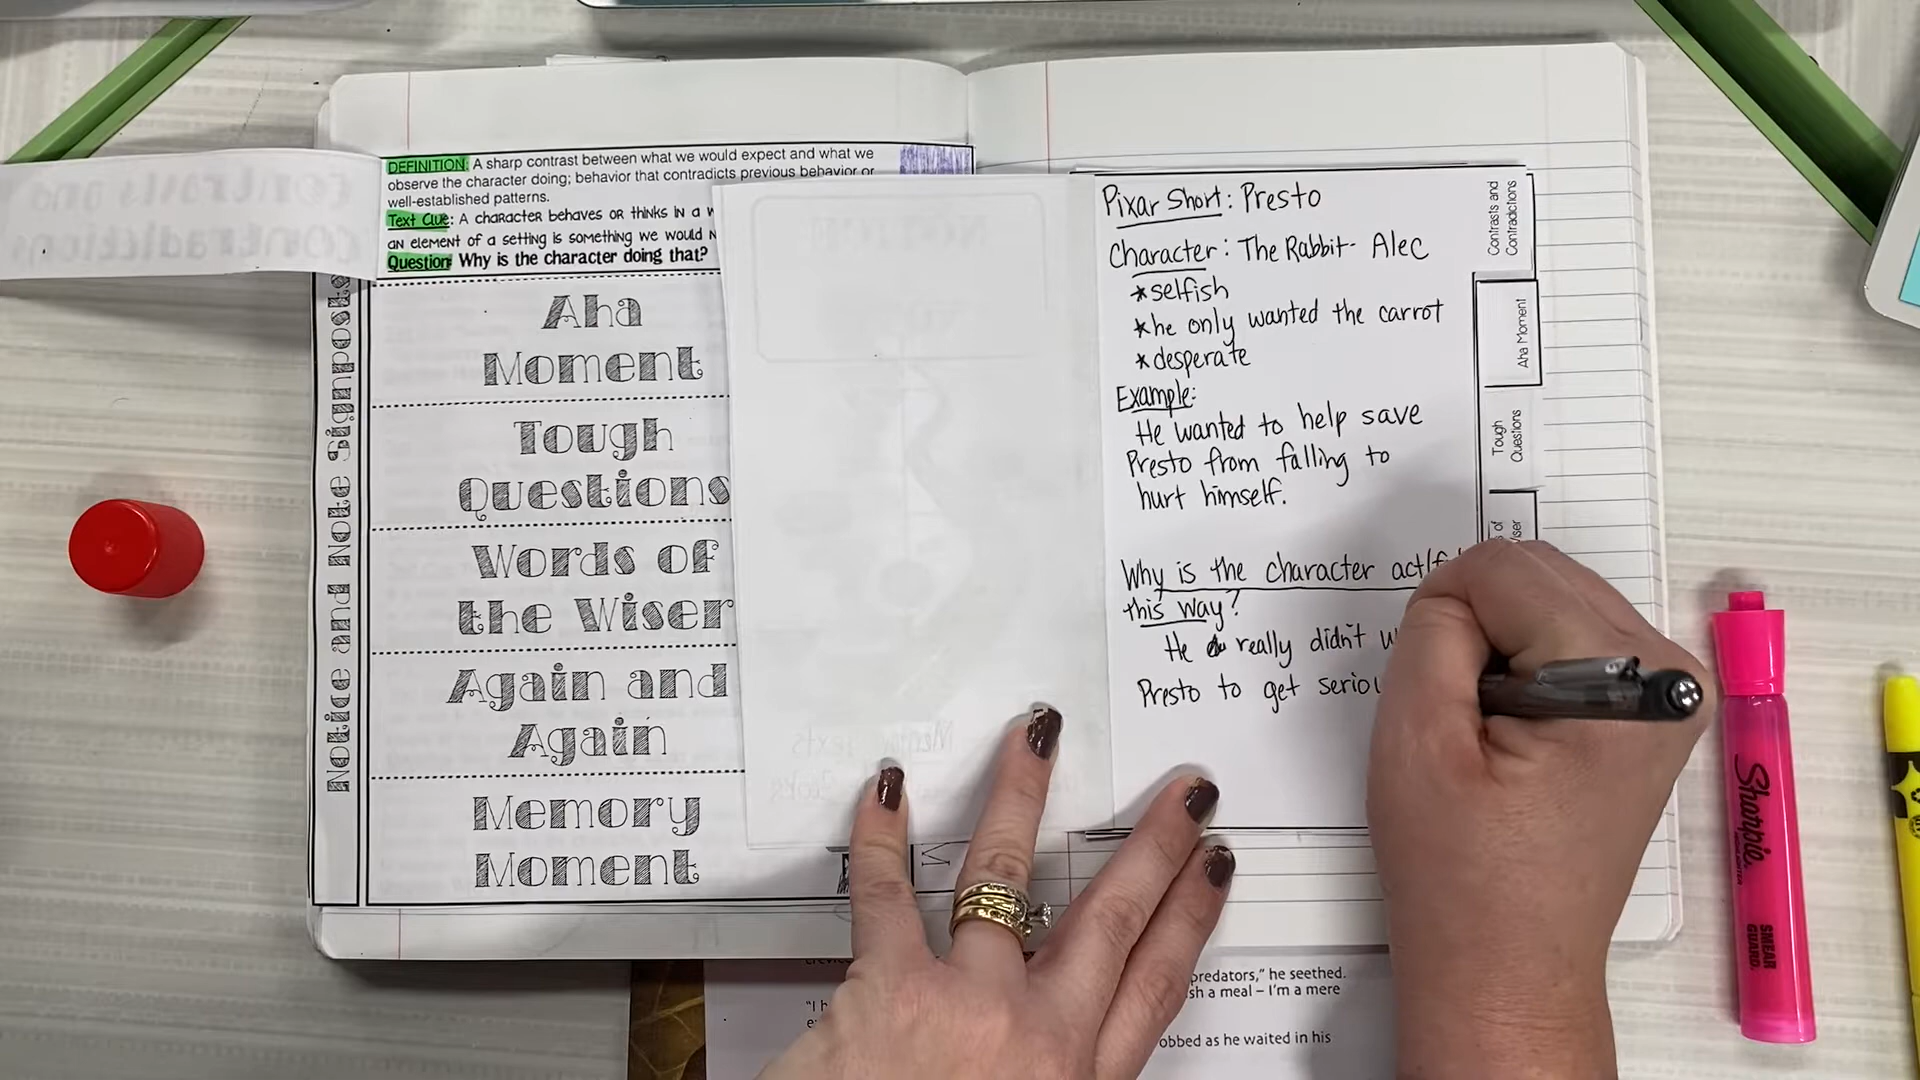 DEFINITION: A sharp contrast between what we would expect and what we
observe the character doing; behavior that contradicts previous behavior or
well-established patterns.
Text Clue: A character behaves or thinks in a
an element of a setting is something we would
Question: Why is the character doing that?
Notice and Note Signposts
Aha
Moment
Tough
Questions
Words of
the Wiser
Again and
Again
Memory
Moment
Pixar Short: Presto
Character: The Rabbit- Alec
*selfish
*he only wanted the carrot
*desperate
Example:
He wanted to help save
Presto from falling to
hurt himself.
Why is the character act/
this way?
He really didn't
Presto to get
Contrasts and
Contradictions
Aha Moment
Tough
Questions
of
Wiser
predators,” he seethed.
a meal – I'm a mere
as he waited in his
Sharpie
SMEAR
GUARD